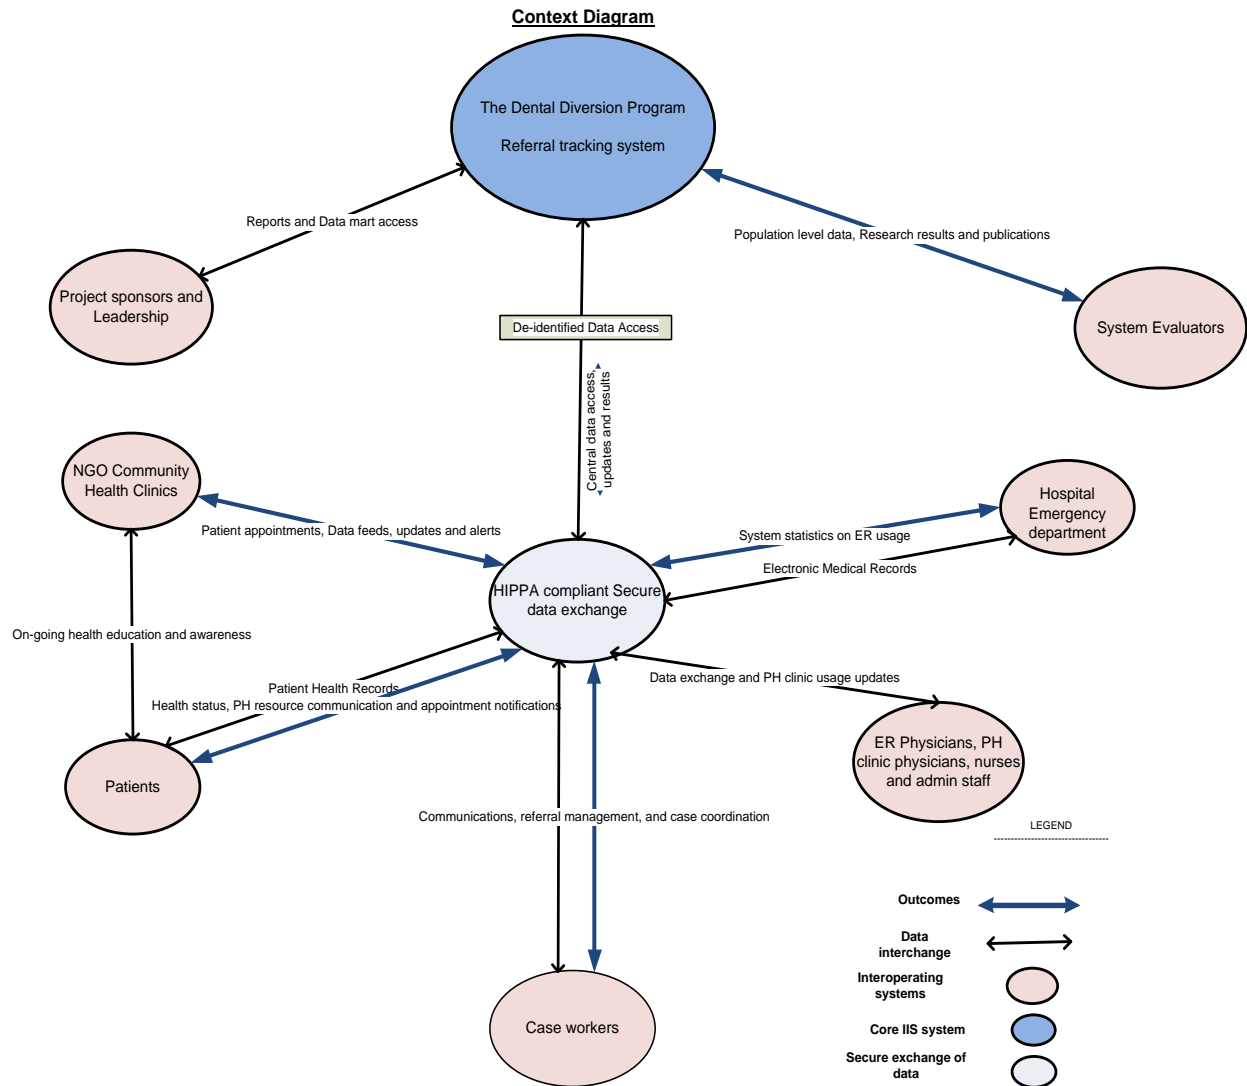 Context Diagram
The Dental Diversion Program
Referral tracking system
Reports and Data mart access
Population level data, Research results and publications
Project sponsors and
Leadership
System Evaluators
De-identified Data Access
Central data access,
updates and results
NGO Community
Health Clinics
Hospital
Emergency
department
Patient appointments, Data feeds, updates and alerts
System statistics on ER usage
Electronic Medical Records
HIPPA compliant Secure
data exchange
On-going health education and awareness
Data exchange and PH clinic usage updates
Patient Health Records
Health status, PH resource communication and appointment notifications
ER Physicians, PH
clinic physicians, nurses
and admin staff
Patients
Communications, referral management, and case coordination
LEGEND
Outcomes
Data
interchange
Interoperating
systems
Case workers
Core IIS system
Secure exchange of
data